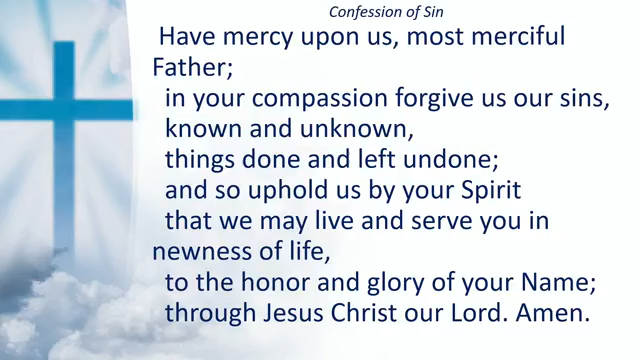 Confession of Sin
Have mercy upon us, most merciful
Father;
in your compassion forgive us our sins,
known and unknown,
things done and left undone;
and so uphold us by your Spirit
that we may live and serve you in
newness of life,
to the honor and glory of your Name;
through Jesus Christ our Lord. Amen.